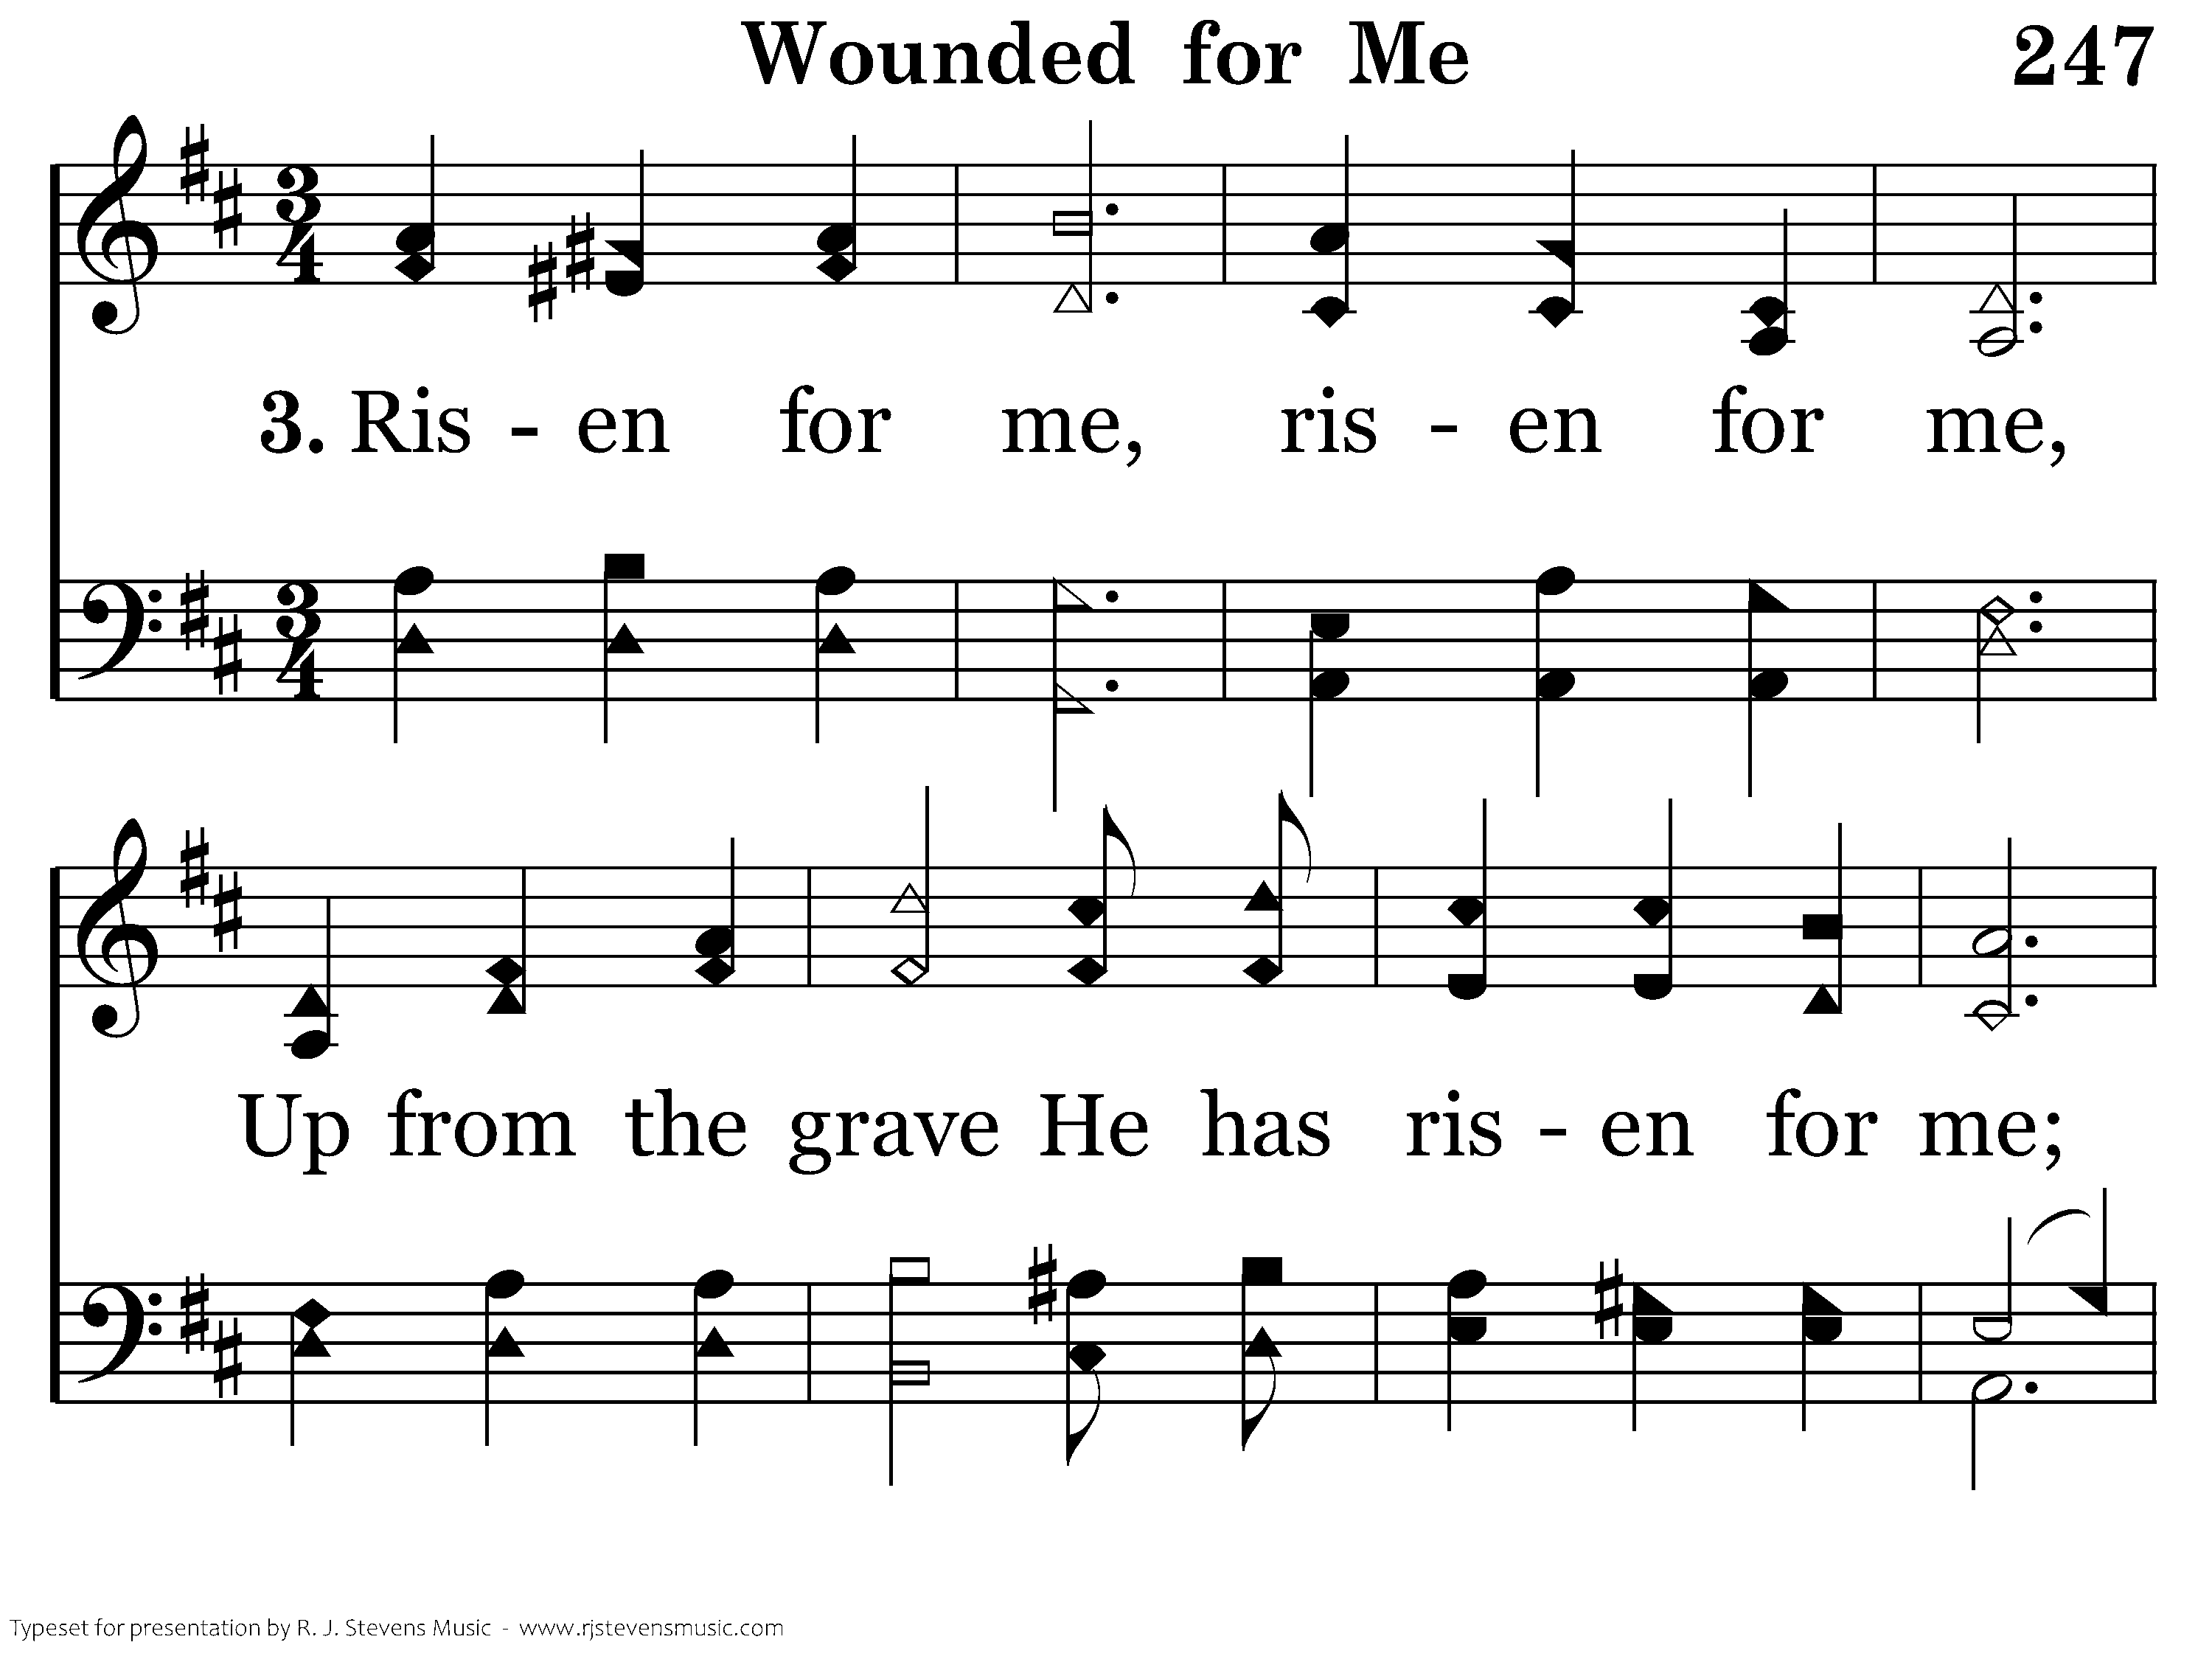 Wounded for Me 247
3. Ris - en for me, ris - en for me,
Up from the grave He has ris - en for me;
Typeset for presentation by R. J. Stevens Music - www.rjstevensmusic.com